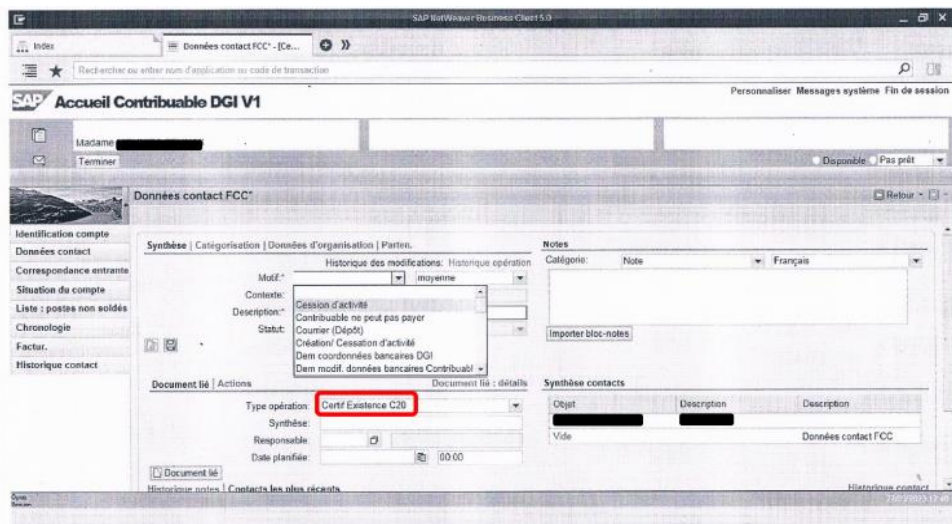 SAP NetWeaver Business Client 5.0
Index
Données contact FCC* - [Ce...
Rechercher ou entrer nom d'application ou code de transaction
Personnaliser Messages système Fin de session
SAP Accueil Contribuable DGI V1
Madame
Terminer
Disponible Pas prêt
Données contact FCC*
Retour
Identification compte
Données contact
Correspondance entrante
Situation du compte
Liste : postes non soldés
Chronologie
Factur.
Historique contact
Synthèse | Catégorisation | Données d'organisation | Parten.
Historique des modifications: Historique opération
Motif:* moyenne
Contexte:
Description:*
Statut:
Cession d'activité
Contribuable ne peut pas payer
Courrier (Dépôt)
Création/ Cessation d'activité
Dem coordonnées bancaires DGI
Dem modif. données bancaires Contribuabl
Notes
Catégorie: Note Français
Importer bloc-notes
Document lié | Actions
Document lié : détails
Type opération: Certif Existence C20
Synthèse:
Responsable:
Date planifiée: 00:00
Document lié
Synthèse contacts
Objet Description Description
Vide Données contact FCC
Historique notes | Contacts les plus récents
Historique contact